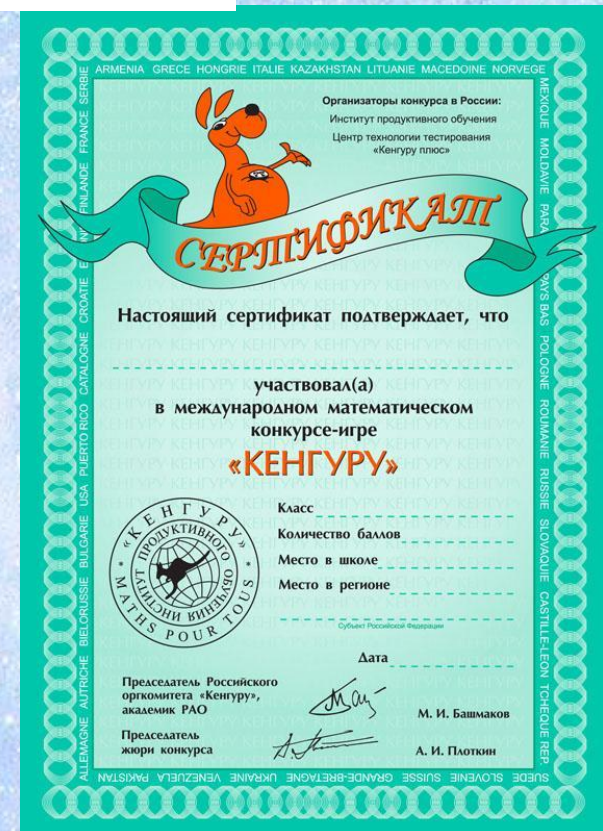 ARMENIA GRECE HONGRIE ITALIE KAZAKHSTAN LITUANIE MACEDOINE NORVEGE
Организаторы конкурса в России:
Институт продуктивного обучения
Центр технологии тестирования
«Кенгуру плюс»
СЕРТИФИКАТ
Настоящий сертификат подтверждает, что
участвовал(а)
в международном математическом
конкурсе-игре
«КЕНГУРУ»
Класс
Количество баллов
Место в школе
Место в регионе
Субъект Российской Федерации
«КЕНГУРУ»
MATHS POUR TOUS
ИНСТИТУТ ПРОДУКТИВНОГО ОБУЧЕНИЯ
Дата
Председатель Российского
оргкомитета «Кенгуру»,
академик РАО
М. И. Башмаков
Председатель
жюри конкурса
А. И. Плоткин
MEXIQUE MOLDAVIE PAYS BAS POLOGNE ROUMANIE RUSSIE SLOVAQUIE CASTILLE-LEON TCHEQUE REP.
SUEDE SLOVENIE SUISSE GRANDE-BRETAGNE UKRAINE VENEZUELA PAKISTAN
ALLEMAGNE AUTRICHE BIELORUSSIE BULGARIE USA PUERTO RICO CATALOGNE CROATIE FINLANDE FRANCE SERBIE